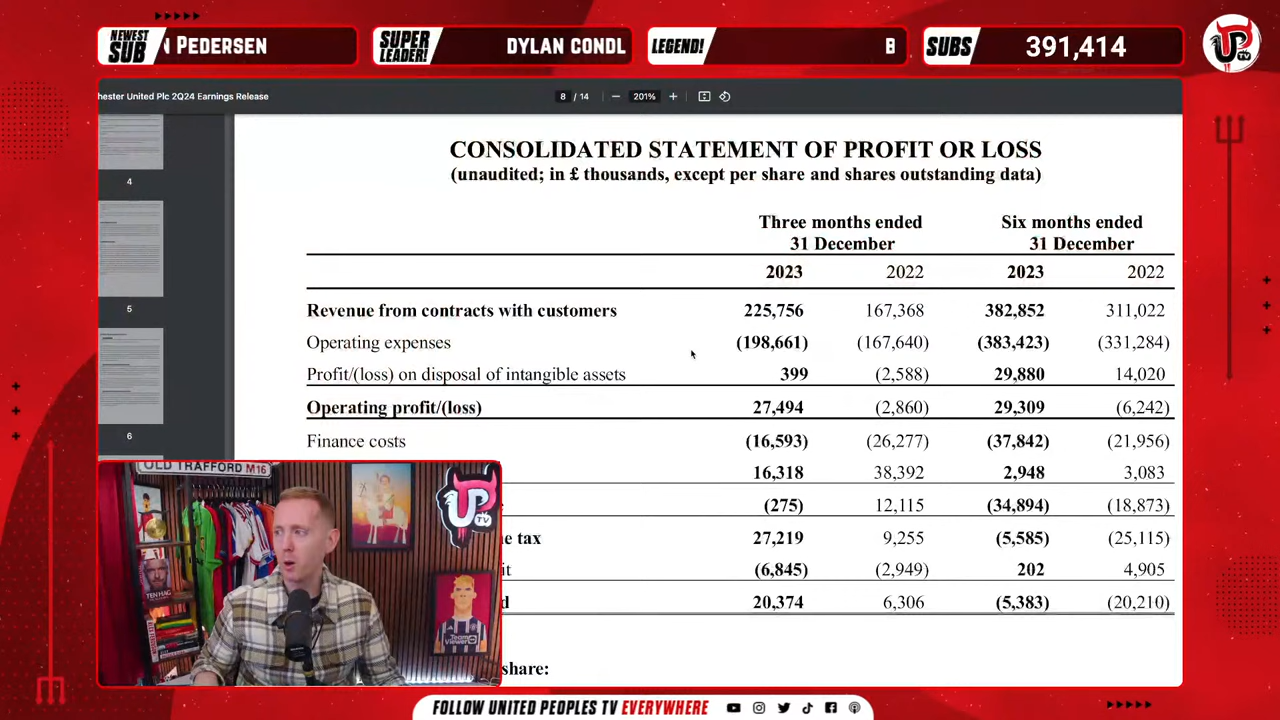 NEWEST SUB
N PEDERSEN
SUPER LEADER!
DYLAN CONDL
LEGEND!
B
SUBS
391,414
UP TV
hester United Plc 2Q24 Earnings Release
8 / 14
201%
4
5
6
CONSOLIDATED STATEMENT OF PROFIT OR LOSS
(unaudited; in £ thousands, except per share and shares outstanding data)
Three months ended Six months ended
31 December 31 December
2023 2022 2023 2022
Revenue from contracts with customers 225,756 167,368 382,852 311,022
Operating expenses (198,661) (167,640) (383,423) (331,284)
Profit/(loss) on disposal of intangible assets 399 (2,588) 29,880 14,020
Operating profit/(loss) 27,494 (2,860) 29,309 (6,242)
Finance costs (16,593) (26,277) (37,842) (21,956)
16,318 38,392 2,948 3,083
(275) 12,115 (34,894) (18,873)
e tax 27,219 9,255 (5,585) (25,115)
it (6,845) (2,949) 202 4,905
d 20,374 6,306 (5,383) (20,210)
share:
OLD TRAFFORD M16
UP TV
TEN HAG
TeamViewer
FOLLOW UNITED PEOPLES TV EVERYWHERE